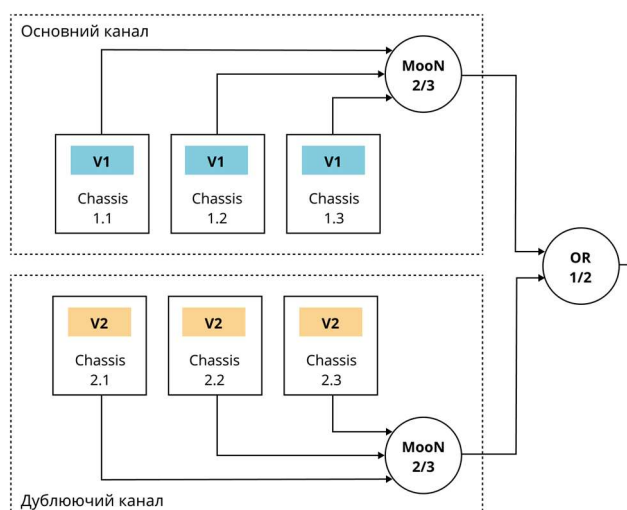 Основний канал
MooN
2/3
V1
V1
V1
Chassis
1.1
Chassis
1.2
Chassis
1.3
OR
1/2
V2
V2
V2
Chassis
2.1
Chassis
2.2
Chassis
2.3
MooN
2/3
Дублюючий канал